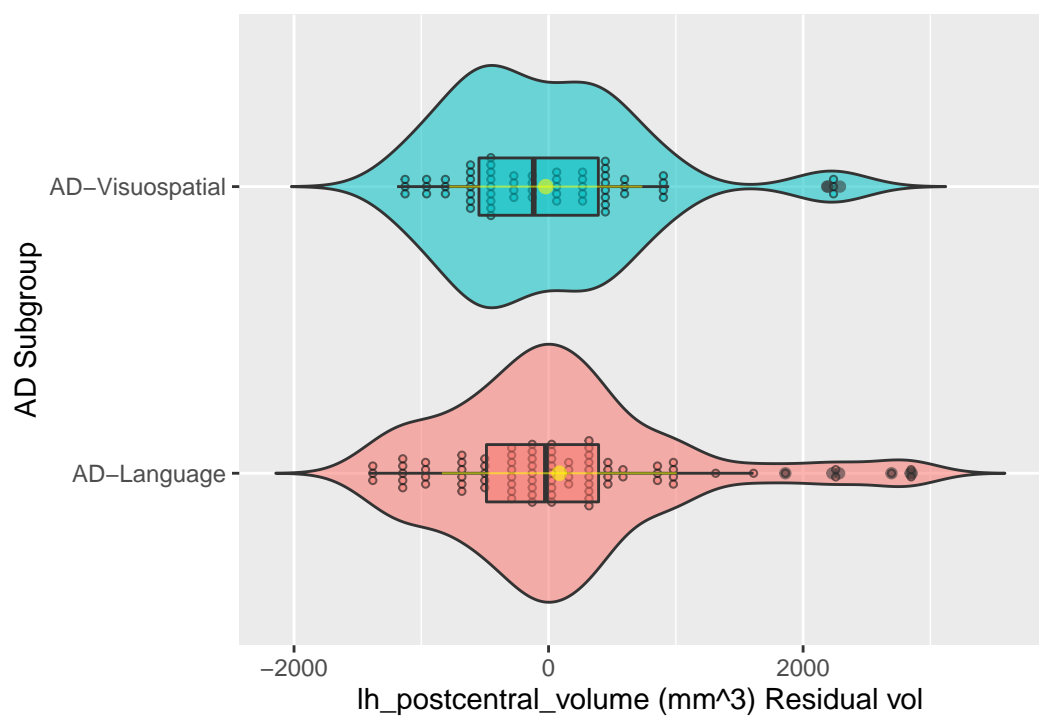 AD Subgroup
AD−Visuospatial
AD−Language
−2000
0
2000
lh_postcentral_volume (mm^3) Residual vol